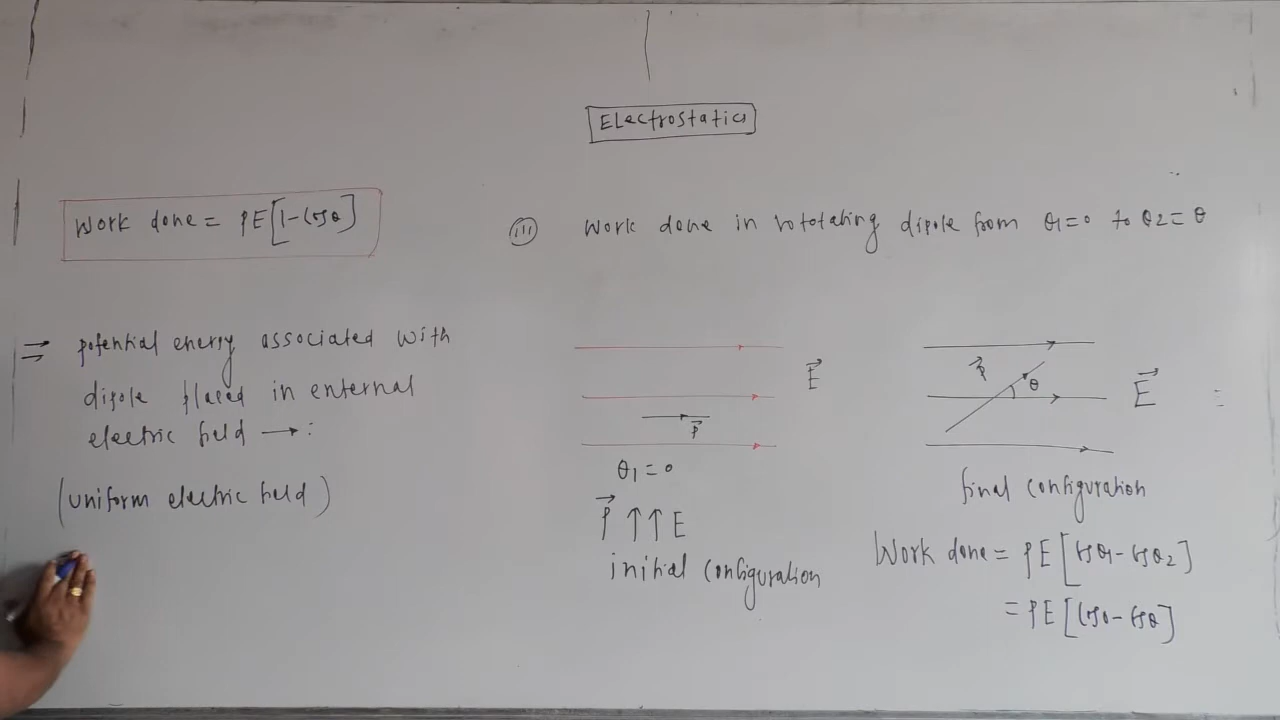 Electrostatics
Work done = PE[1-cosθ]
⇒ potential energy associated with
dipole placed in enternal
electric field → :
(uniform electric field)
(iii) Work done in rototating dipole from θ1=0 to θ2=θ
E
P
θ1=0
P ↑↑↑ E
initial configuration
P
θ
E
final configuration
Work done = PE[cosθ1-cosθ2]
= PE[cos0-cosθ]